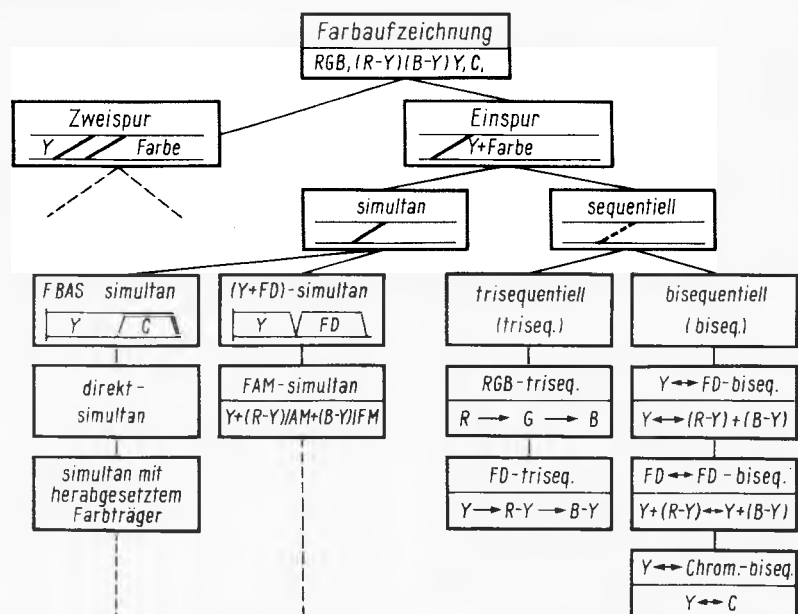 Farbaufzeichnung
RGB, (R-Y)(B-Y)Y, C,
Zweispur
Y Farbe
Einspur
Y+Farbe
simultan
sequentiell
FBAS simultan
Y C
(Y+FD)-simultan
Y FD
trisequentiell
(triseq.)
bisequentiell
(biseq.)
direkt-
simultan
FAM-simultan
Y+(R-Y)/AM+(B-Y)/FM
RGB-triseq.
R → G → B
Y ↔ FD-biseq.
Y ↔ (R-Y)+(B-Y)
simultan mit
herabgesetztem
Farbträger
FD-triseq.
Y → R-Y → B-Y
FD ↔ FD-biseq.
Y+(R-Y) ↔ Y+(B-Y)
Y ↔ Chrom.-biseq.
Y ↔ C